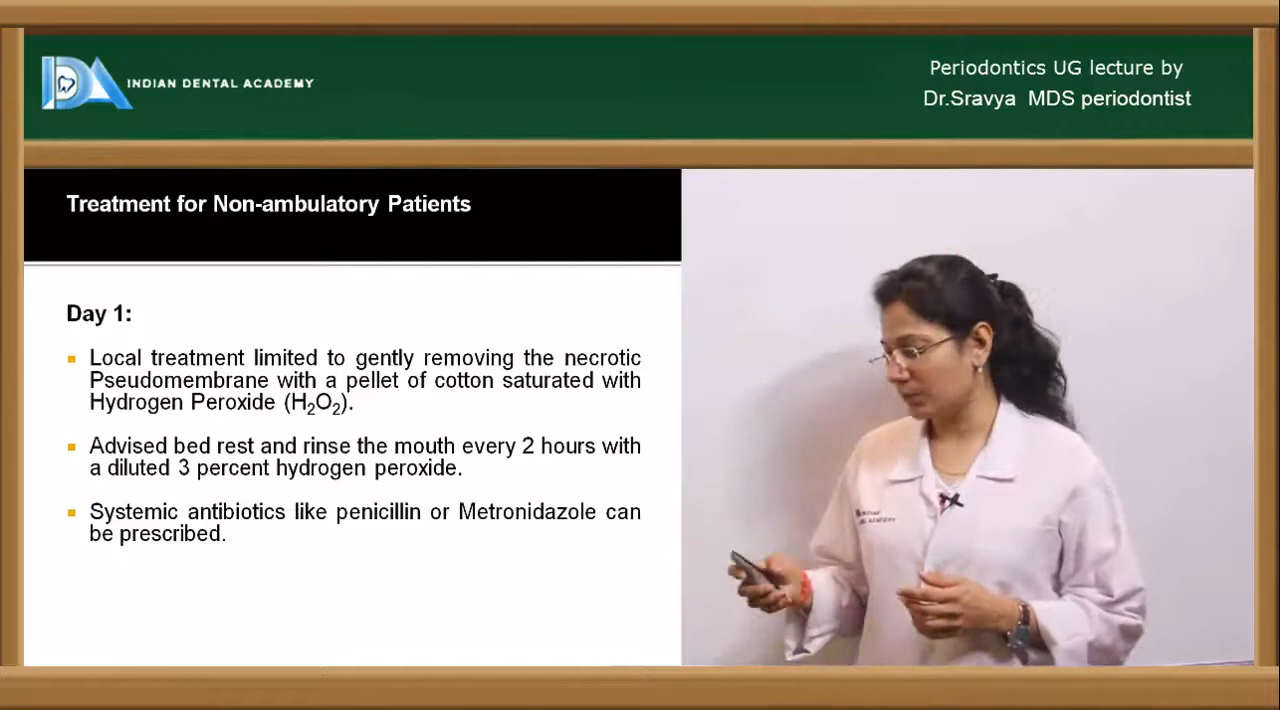 INDIAN DENTAL ACADEMY
Periodontics UG lecture by
Dr.Sravya MDS periodontist
Treatment for Non-ambulatory Patients
Day 1:
Local treatment limited to gently removing the necrotic
Pseudomembrane with a pellet of cotton saturated with
Hydrogen Peroxide (H₂O₂).
Advised bed rest and rinse the mouth every 2 hours with
a diluted 3 percent hydrogen peroxide.
Systemic antibiotics like penicillin or Metronidazole can
be prescribed.